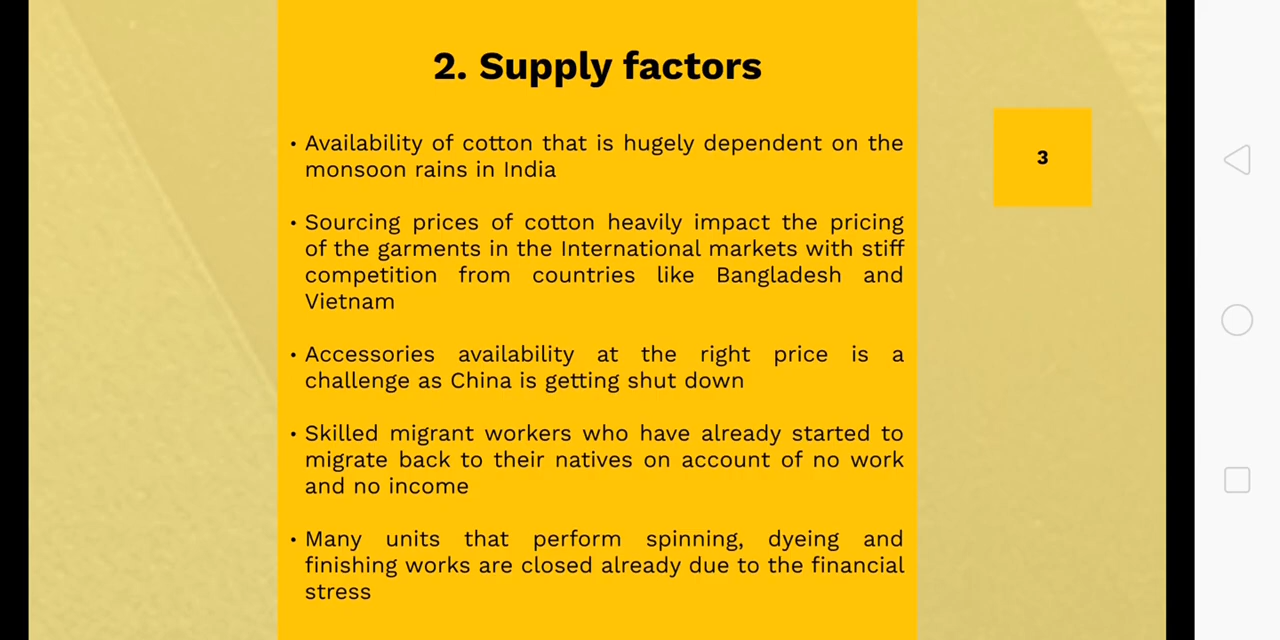 2. Supply factors
3
• Availability of cotton that is hugely dependent on the
monsoon rains in India
• Sourcing prices of cotton heavily impact the pricing
of the garments in the International markets with stiff
competition from countries like Bangladesh and
Vietnam
• Accessories availability at the right price is a
challenge as China is getting shut down
• Skilled migrant workers who have already started to
migrate back to their natives on account of no work
and no income
• Many units that perform spinning, dyeing and
finishing works are closed already due to the financial
stress